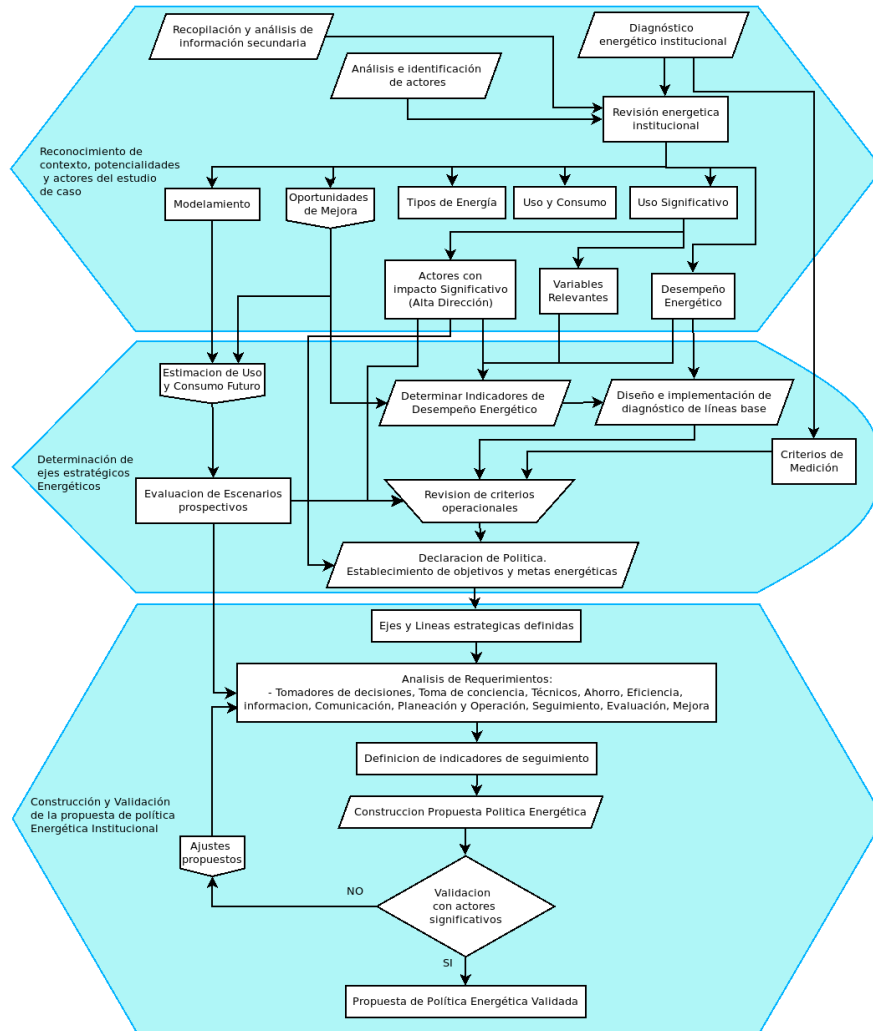 Recopilación y análisis de
información secundaria
Diagnóstico
energético institucional
Análisis e identificación
de actores
Revisión energetica
institucional
Reconocimiento de
contexto, potencialidades
y actores del estudio
de caso
Modelamiento
Oportunidades
de Mejora
Tipos de Energía
Uso y Consumo
Uso Significativo
Actores con
impacto Significativo
(Alta Dirección)
Variables
Relevantes
Desempeño
Energético
Estimacion de Uso
y Consumo Futuro
Determinar Indicadores de
Desempeño Energético
Diseño e implementación de
diagnóstico de líneas base
Determinación de
ejes estratégicos
Energéticos
Criterios de
Medición
Evaluacion de Escenarios
prospectivos
Revision de criterios
operacionales
Declaracion de Politica.
Establecimiento de objetivos y metas energéticas
Ejes y Lineas estrategicas definidas
Analisis de Requerimientos:
- Tomadores de decisiones, Toma de conciencia, Técnicos, Ahorro, Eficiencia,
informacion, Comunicación, Planeación y Operación, Seguimiento, Evaluación, Mejora
Definicion de indicadores de seguimiento
Construcción y Validación
de la propuesta de política
Energética Institucional
Construccion Propuesta Politica Energética
Ajustes
propuestos
Validacion
con actores
significativos
NO
SI
Propuesta de Política Energética Validada